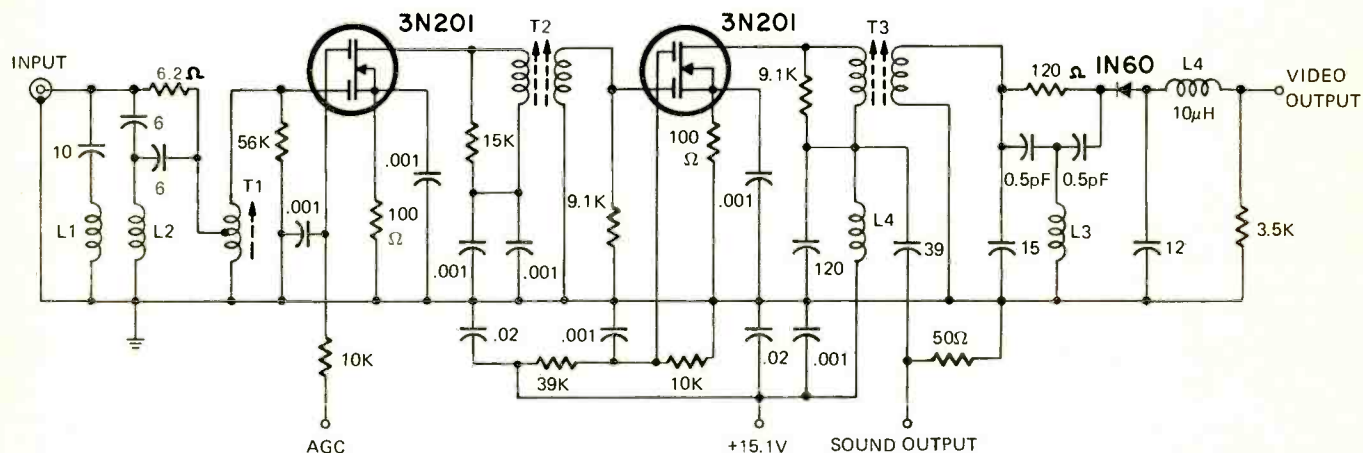 3N201
3N201
T2
T3
INPUT
6.2 Ω
9.1K
120 Ω
IN60
L4
10μH
VIDEO
OUTPUT
10
6
6
56K
15K
100
Ω
.001
.001
0.5pF
0.5pF
L1
L2
T1
.001
100
Ω
9.1K
.001
.001
120
L4
39
15
L3
12
3.5K
10K
.02
.001
39K
10K
.02
.001
50Ω
AGC
+15.1V
SOUND OUTPUT